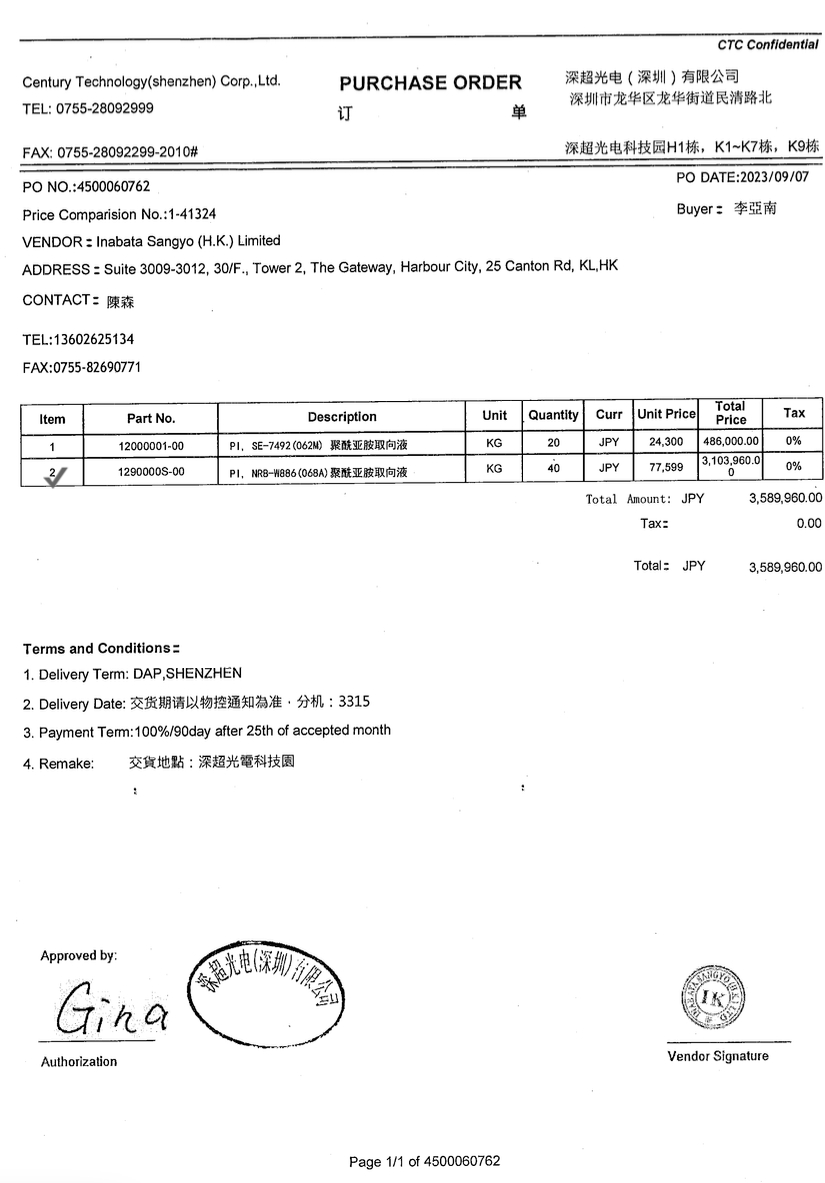 CTC Confidential
Century Technology(shenzhen) Corp.,Ltd.
PURCHASE ORDER
深超光电（深圳）有限公司
TEL: 0755-28092999
订 单
深圳市龙华区龙华街道民清路北
FAX: 0755-28092299-2010#
深超光电科技园H1栋，K1~K7栋，K9栋
PO NO.:4500060762
PO DATE:2023/09/07
Price Comparision No.:1-41324
Buyer： 李亞南
VENDOR：Inabata Sangyo (H.K.) Limited
ADDRESS：Suite 3009-3012, 30/F., Tower 2, The Gateway, Harbour City, 25 Canton Rd, KL,HK
CONTACT： 陳森
TEL:13602625134
FAX:0755-82690771
Item Part No. Description Unit Quantity Curr Unit Price Total Price Tax
1 12000001-00 PI, SE-7492(062M) 聚酰亚胺取向液 KG 20 JPY 24,300 486,000.00 0%
2 1290000S-00 PI, NRB-W886(068A)聚酰亚胺取向液 KG 40 JPY 77,599 3,103,960.00 0%
Total Amount: JPY 3,589,960.00
Tax： 0.00
Total： JPY 3,589,960.00
Terms and Conditions：
1. Delivery Term: DAP,SHENZHEN
2. Delivery Date: 交货期请以物控通知為准，分机：3315
3. Payment Term:100%/90day after 25th of accepted month
4. Remake: 交貨地點：深超光電科技園
: :
Approved by:
Gina
深超光电(深圳)有限公司
INABATA SANGYO (H.K.) LTD
IK
Authorization
Vendor Signature
Page 1/1 of 4500060762